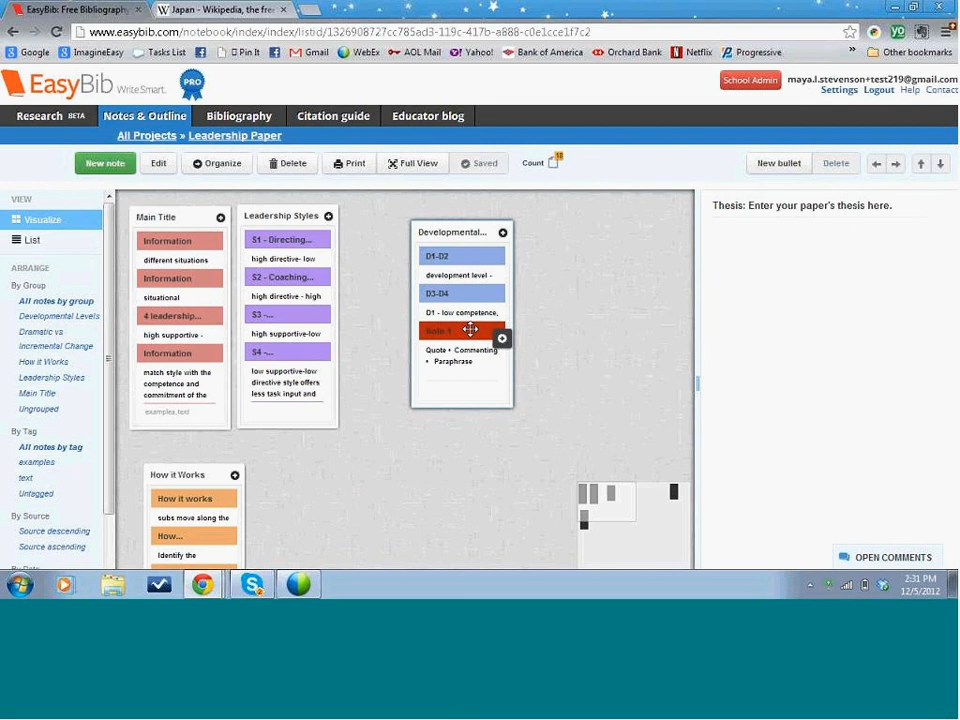 EasyBib: Free Bibliography
Japan - Wikipedia, the fre
www.easybib.com/notebook/index/index/listid/1326908727cc785ad3-119c-417b-a888-c0e1cce1f7c2
Google ImagineEasy Tasks List Pin It Gmail WebEx AOL Mail Yahoo! Bank of America Orchard Bank Netflix Progressive » Other bookmarks
EasyBib Write Smart. PRO
School Admin maya.l.stevenson+test219@gmail.com
Settings Logout Help Contact
Research BETA Notes & Outline Bibliography Citation guide Educator blog
All Projects » Leadership Paper
New note Edit Organize Delete Print Full View Saved Count 18 New bullet Delete
VIEW
Visualize
List
ARRANGE
By Group
All notes by group
Developmental Levels
Dramatic vs
Incremental Change
How it Works
Leadership Styles
Main Title
Ungrouped
By Tag
All notes by tag
examples
text
Untagged
By Source
Source descending
Source ascending
Main Title
Information
different situations
Information
situational
4 leadership...
high supportive -
Information
match style with the
competence and
commitment of the
examples,text
Leadership Styles
S1 - Directing...
high directive- low
S2 - Coaching...
high directive - high
S3 -...
high supportive-low
S4 -...
low supportive-low
directive style offers
less task input and
Developmental...
D1-D2
development level -
D3-D4
D1 - low competence,
Note 1
Quote • Commenting
• Paraphrase
How it Works
How it works
subs move along the
How...
Identify the
Thesis: Enter your paper's thesis here.
OPEN COMMENTS
2:31 PM
12/5/2012